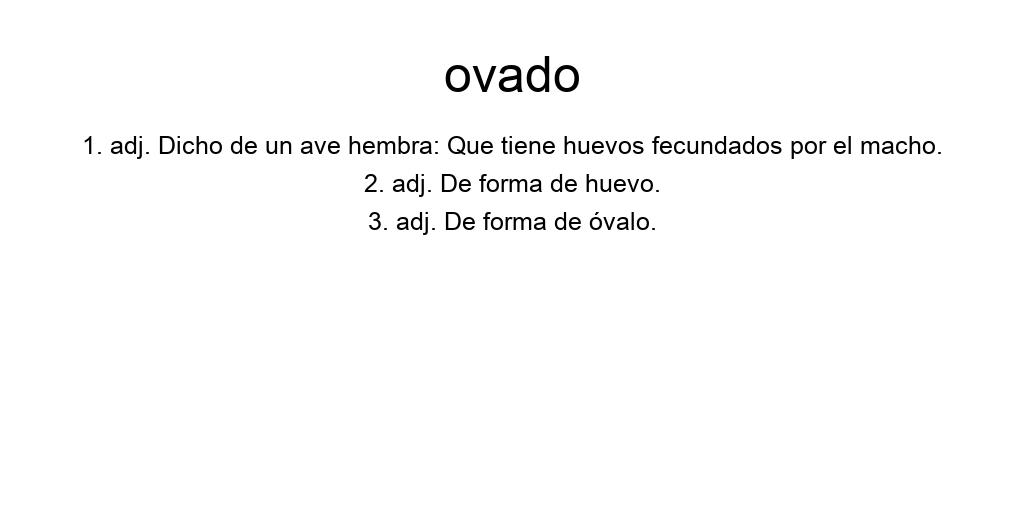 ovado
1. adj. Dicho de un ave hembra: Que tiene huevos fecundados por el macho.
2. adj. De forma de huevo.
3. adj. De forma de óvalo.